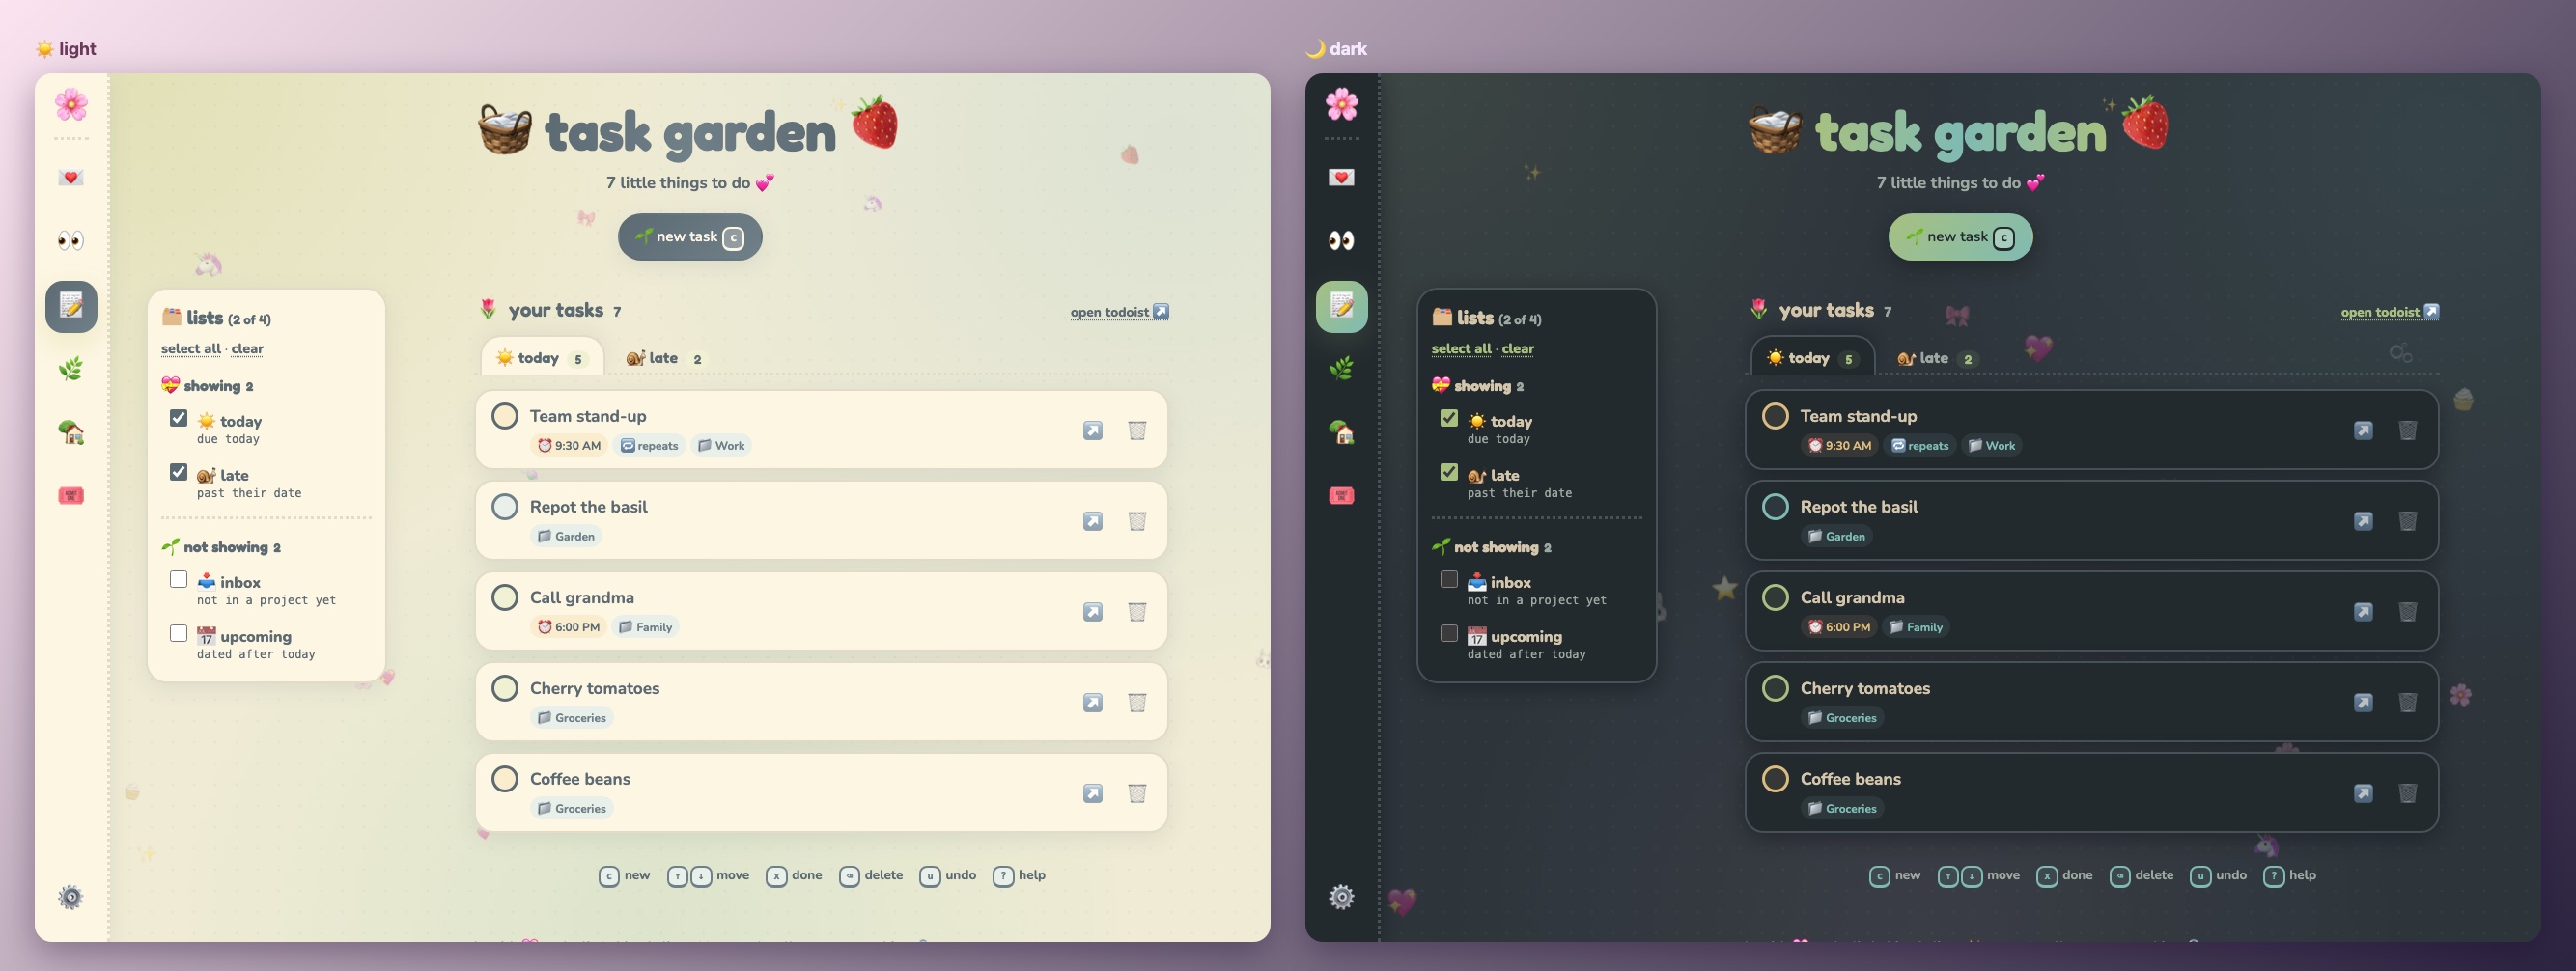 light
task garden
7 little things to do
new task c
lists (2 of 4)
select all · clear
showing 2
today
due today
late
past their date
not showing 2
inbox
not in a project yet
upcoming
dated after today
your tasks 7
open todoist
today 5
late 2
Team stand-up
9:30 AM repeats Work
Repot the basil
Garden
Call grandma
6:00 PM Family
Cherry tomatoes
Groceries
Coffee beans
Groceries
c new ↑ ↓ move x done ⌫ delete u undo ? help
dark
task garden
7 little things to do
new task c
lists (2 of 4)
select all · clear
showing 2
today
due today
late
past their date
not showing 2
inbox
not in a project yet
upcoming
dated after today
your tasks 7
open todoist
today 5
late 2
Team stand-up
9:30 AM repeats Work
Repot the basil
Garden
Call grandma
6:00 PM Family
Cherry tomatoes
Groceries
Coffee beans
Groceries
c new ↑ ↓ move x done ⌫ delete u undo ? help